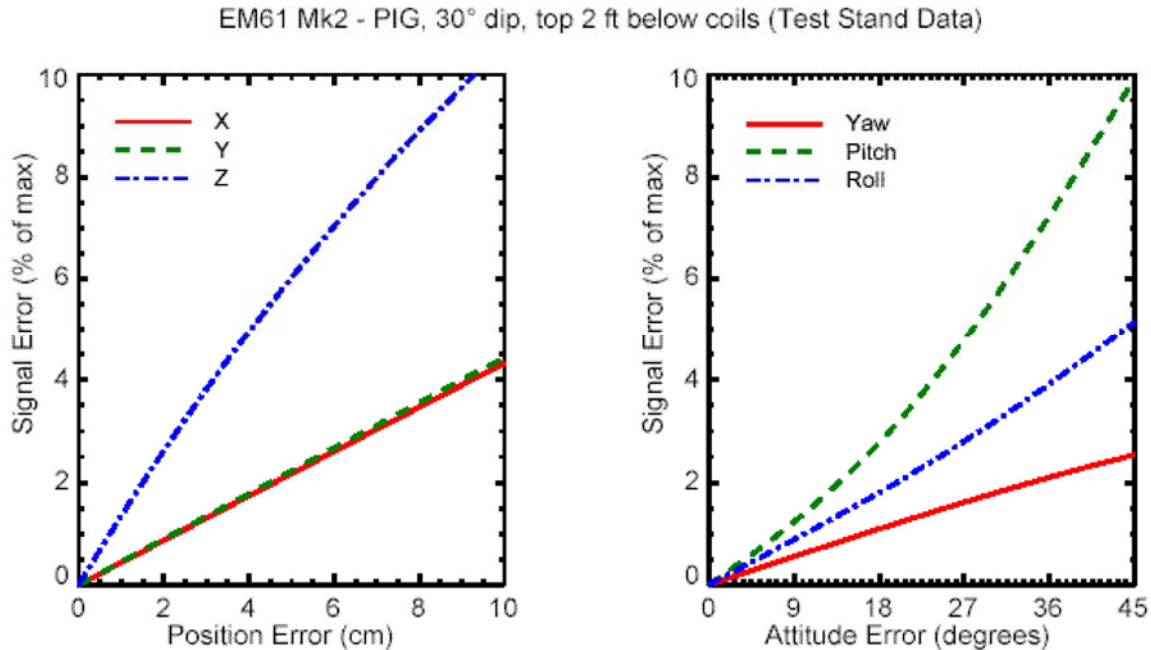 EM61 Mk2 - PIG, 30° dip, top 2 ft below coils (Test Stand Data)
10
8
6
4
2
0
Signal Error (% of max)
X
Y
Z
0 2 4 6 8 10
Position Error (cm)
10
8
6
4
2
0
Signal Error (% of max)
Yaw
Pitch
Roll
0 9 18 27 36 45
Attitude Error (degrees)